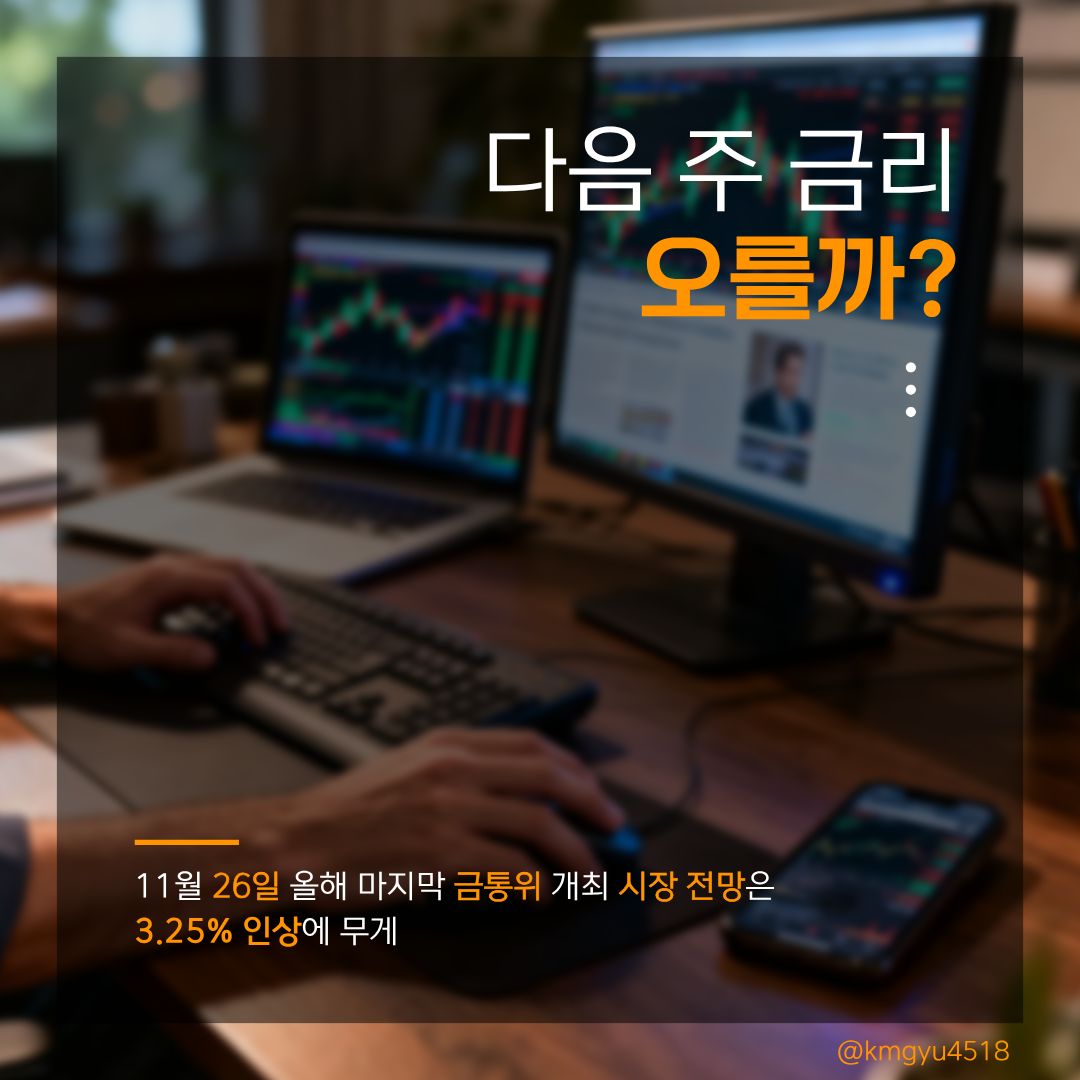 다음 주 금리
오를까?
11월 26일 올해 마지막 금통위 개최 시장 전망은
3.25% 인상에 무게
@kmgyu4518